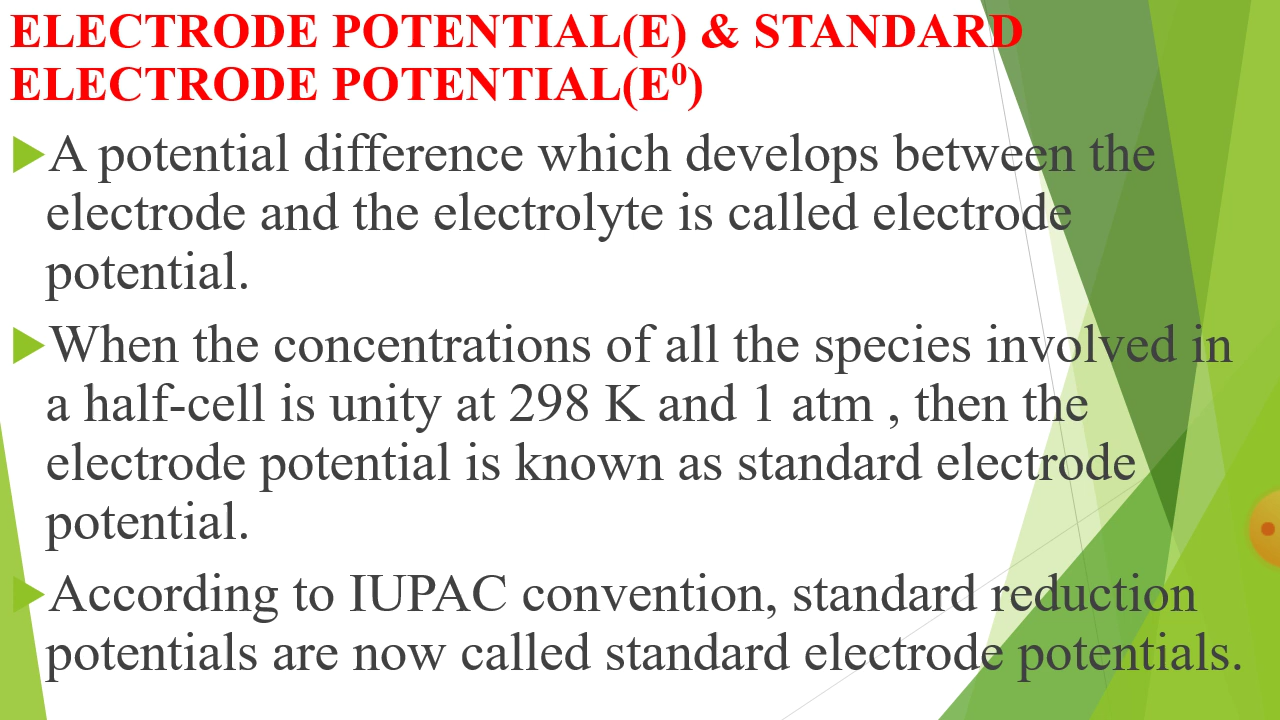 ELECTRODE POTENTIAL(E) & STANDARD
ELECTRODE POTENTIAL(E⁰)
A potential difference which develops between the
electrode and the electrolyte is called electrode
potential.
When the concentrations of all the species involved in
a half-cell is unity at 298 K and 1 atm , then the
electrode potential is known as standard electrode
potential.
According to IUPAC convention, standard reduction
potentials are now called standard electrode potentials.